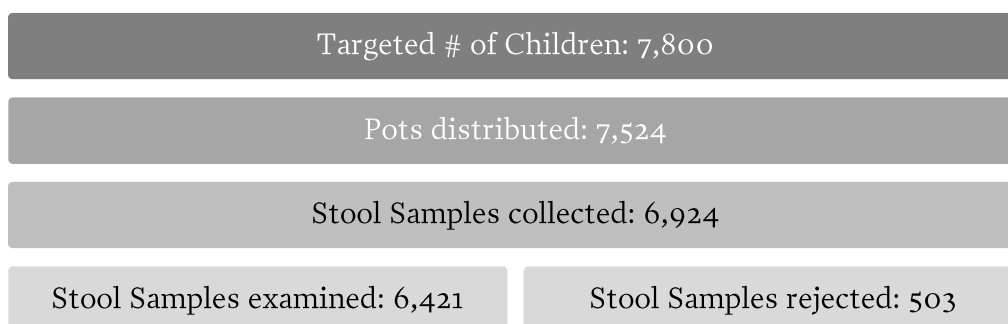 Targeted # of Children: 7,800
Pots distributed: 7,524
Stool Samples collected: 6,924
Stool Samples examined: 6,421
Stool Samples rejected: 503